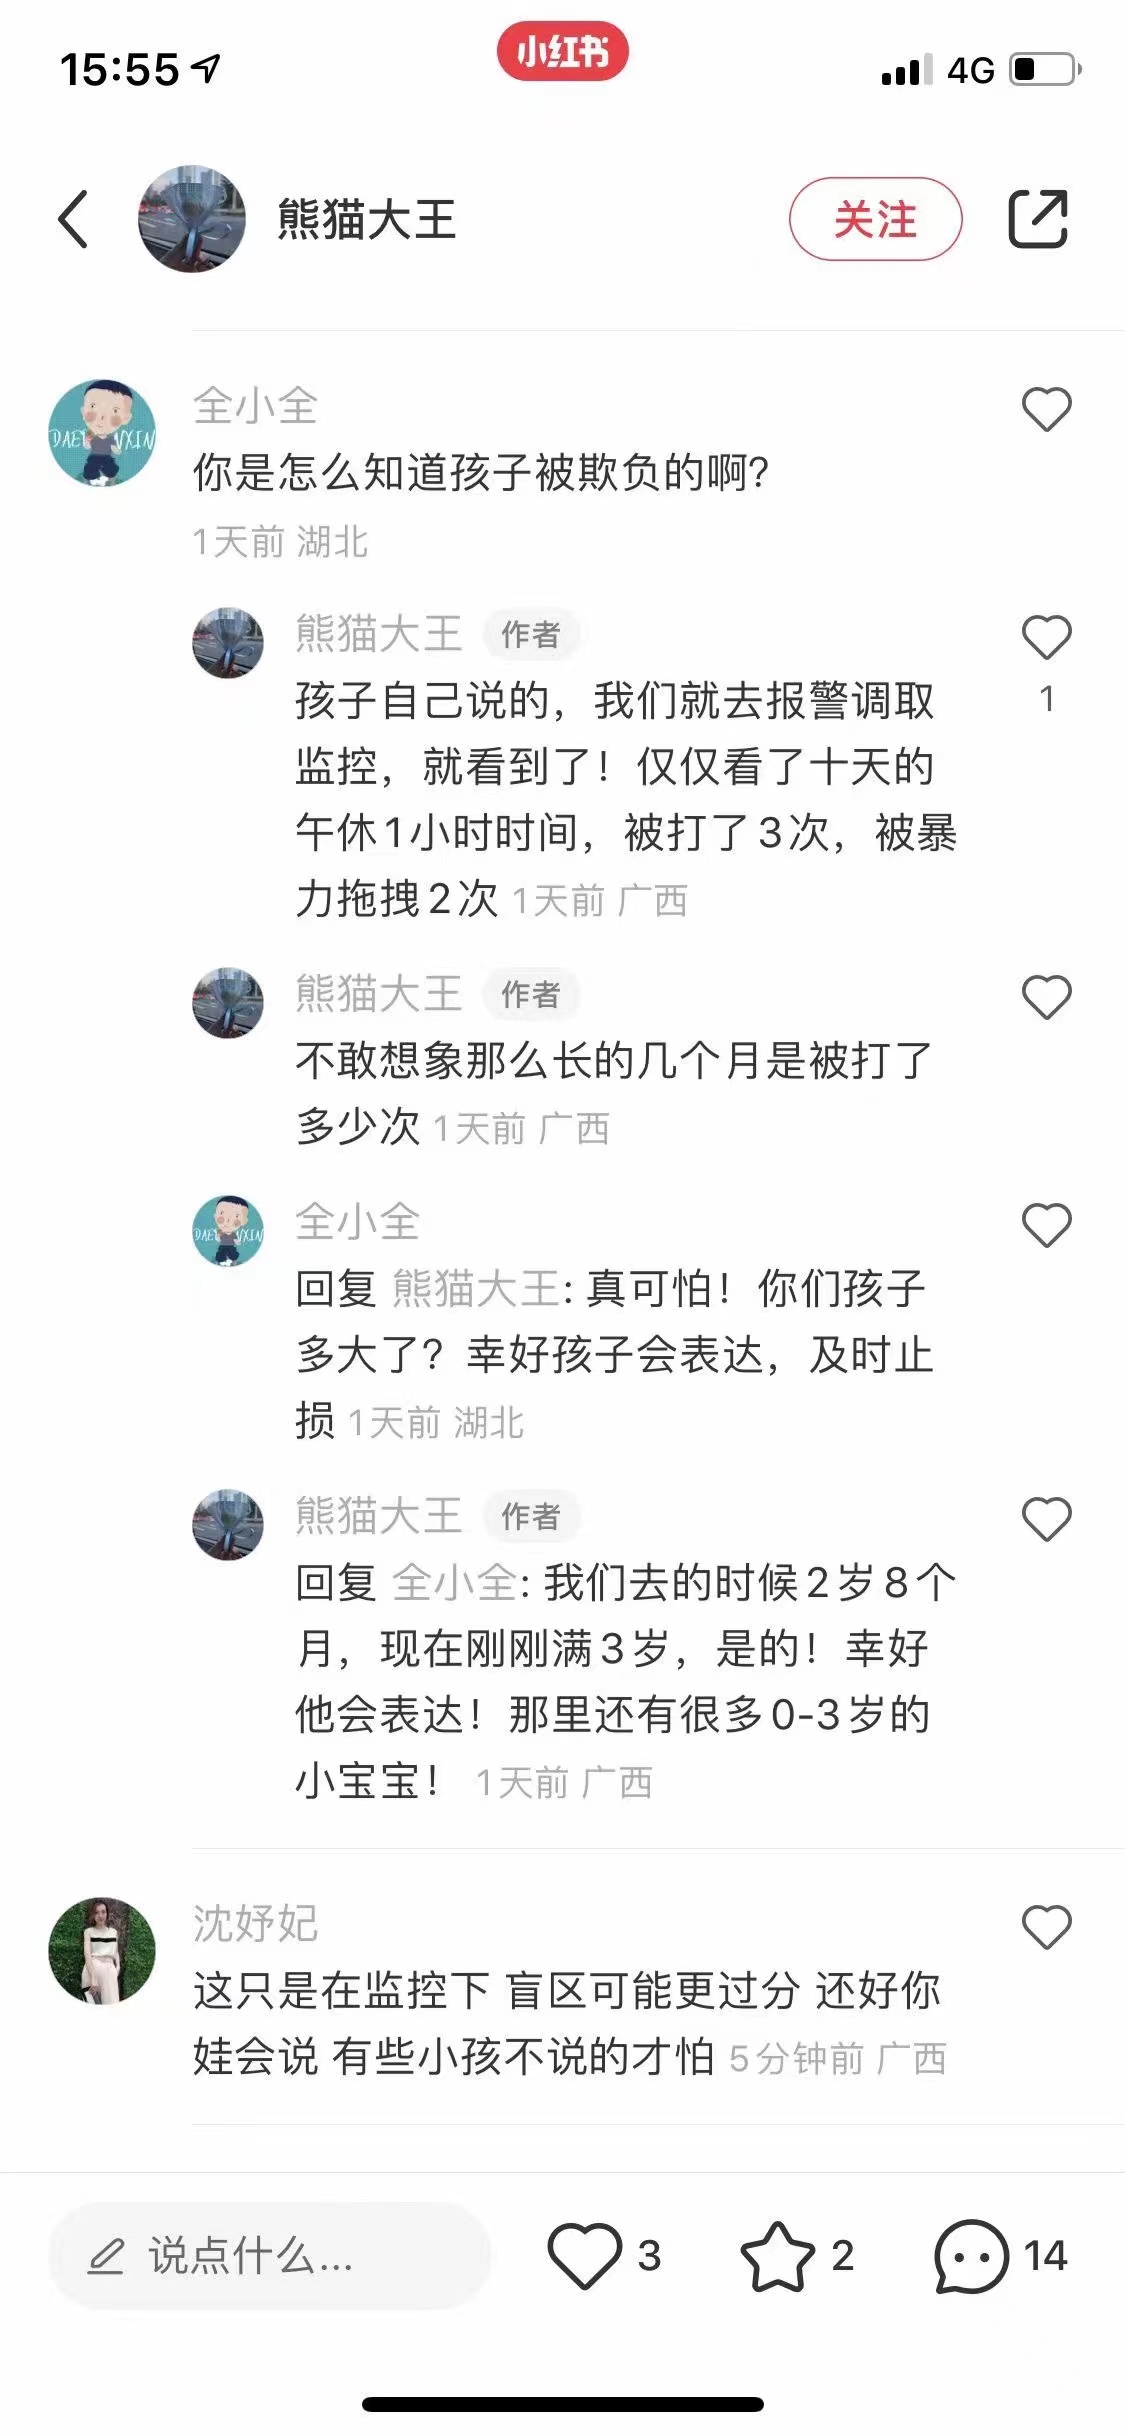 15:55
小红书
4G
熊猫大王
关注
全小全
你是怎么知道孩子被欺负的啊?
1天前 湖北
熊猫大王 作者
孩子自己说的，我们就去报警调取
监控，就看到了！仅仅看了十天的
午休1小时时间，被打了3次，被暴
力拖拽2次 1天前 广西
1
熊猫大王 作者
不敢想象那么长的几个月是被打了
多少次 1天前 广西
全小全
回复 熊猫大王: 真可怕！你们孩子
多大了？幸好孩子会表达，及时止
损 1天前 湖北
熊猫大王 作者
回复 全小全: 我们去的时候2岁8个
月，现在刚刚满3岁，是的！幸好
他会表达！那里还有很多0-3岁的
小宝宝！ 1天前 广西
沈妤妃
这只是在监控下 盲区可能更过分 还好你
娃会说 有些小孩不说的才怕 5分钟前 广西
说点什么...
3
2
14